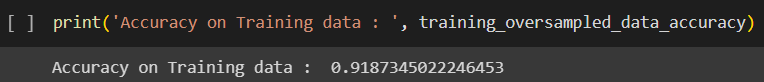 [ ] print('Accuracy on Training data : ', training_oversampled_data_accuracy)
Accuracy on Training data :  0.9187345022246453